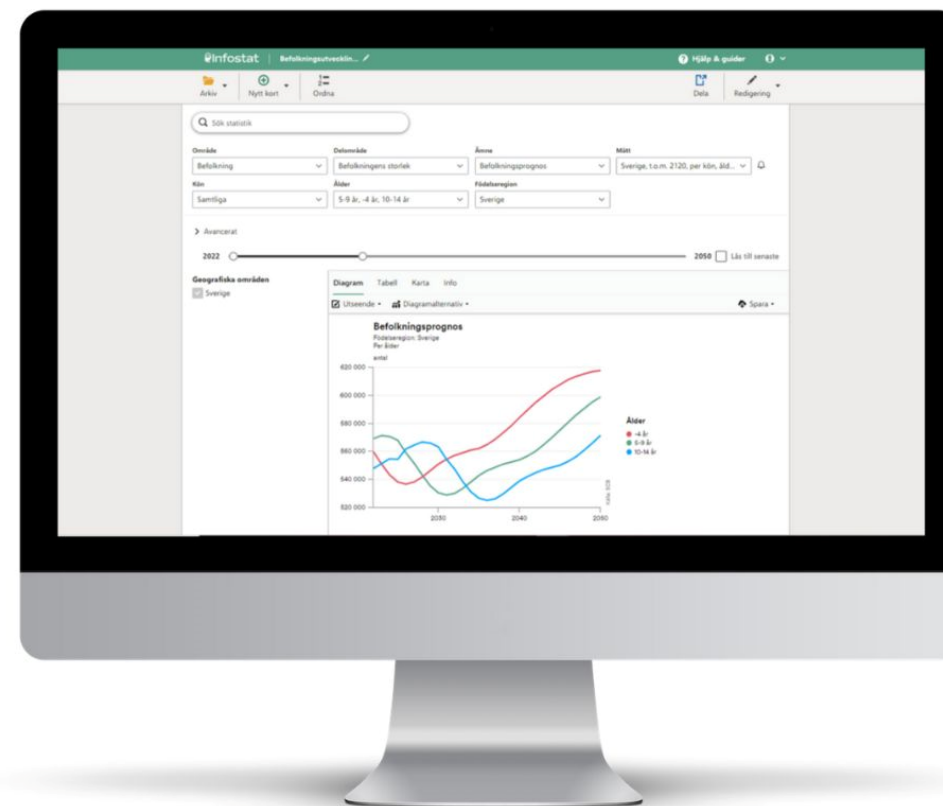 Infostat
Befolkningsutvecklin...
Hjälp & guider
Arkiv
Nytt kort
Ordna
Dela
Redigering
Sök statistik
Område
Delområde
Ämne
Mått
Befolkning
Befolkningens storlek
Befolkningsprognos
Sverige, t.o.m. 2120, per kön, åld...
Kön
Ålder
Födelseregion
Samtliga
5-9 år, -4 år, 10-14 år
Sverige
Avancerat
2022
2050
Lås till senaste
Geografiska områden
Sverige
Diagram
Tabell
Karta
Info
Utseende
Diagramalternativ
Spara
Befolkningsprognos
Födelseregion: Sverige
Per ålder
antal
620 000
600 000
580 000
560 000
540 000
520 000
2030
2040
2050
Ålder
-4 år
5-9 år
10-14 år